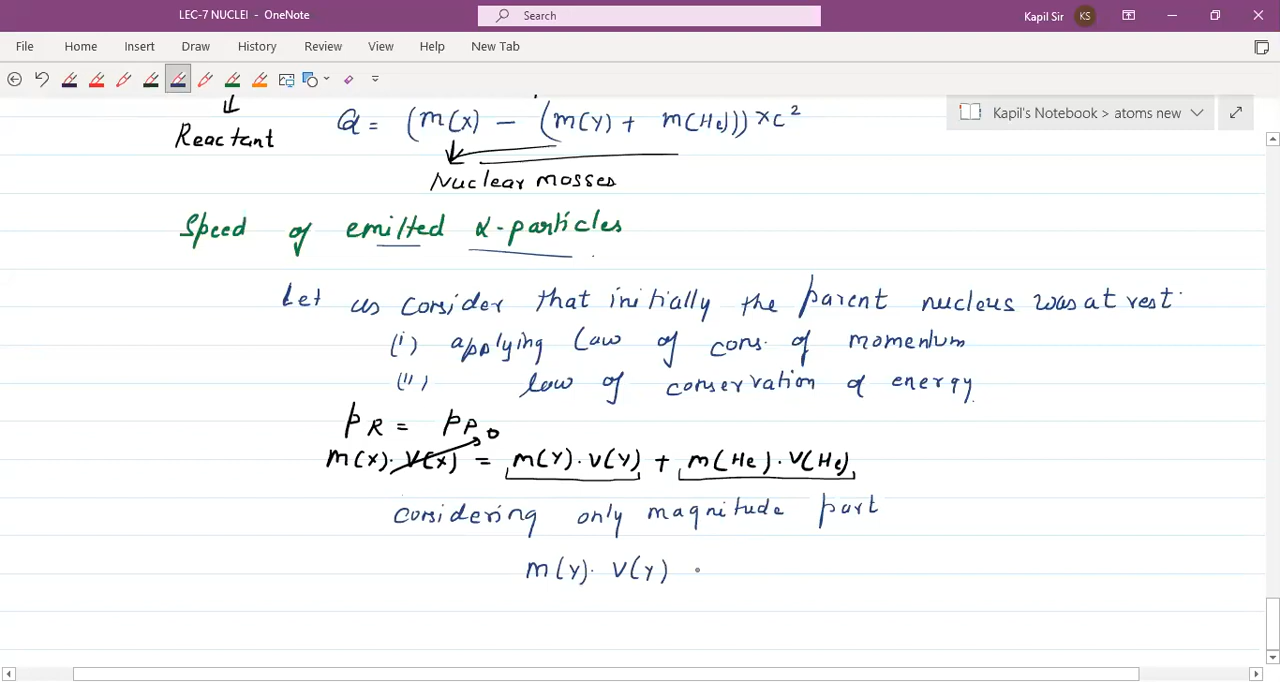 LEC-7 NUCLEI - OneNote
Search
Kapil Sir KS
File Home Insert Draw History Review View Help New Tab
Kapil's Notebook > atoms new
Q = (m(X) - (m(Y) + m(He))) × c²
Reactant
Nuclear mosses
Speed of emitted α-particles
Let us consider that initially the parent nucleus was at rest.
(i) applying Law of cons. of momentum
(ii) law of conservation of energy.
pR = pP
m(X). V(X) = m(Y). V(Y) + m(He). V(He)
0
Considering only magnitude part
m(Y). V(Y)